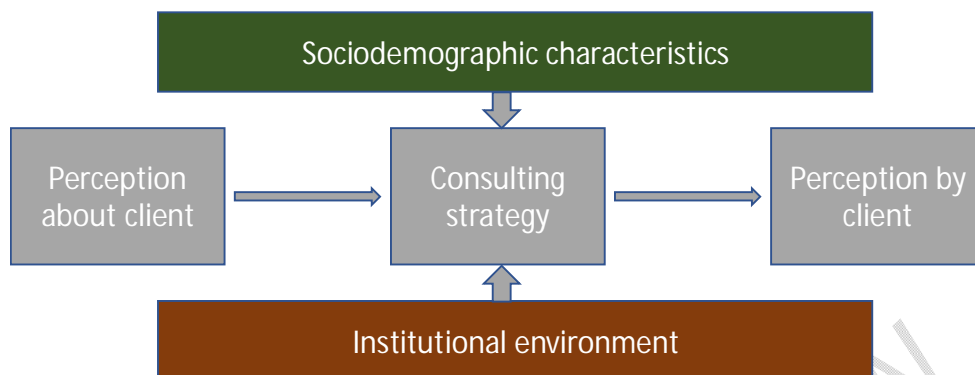 Sociodemographic characteristics
Perception
about client
Consulting
strategy
Perception by
client
Institutional environment